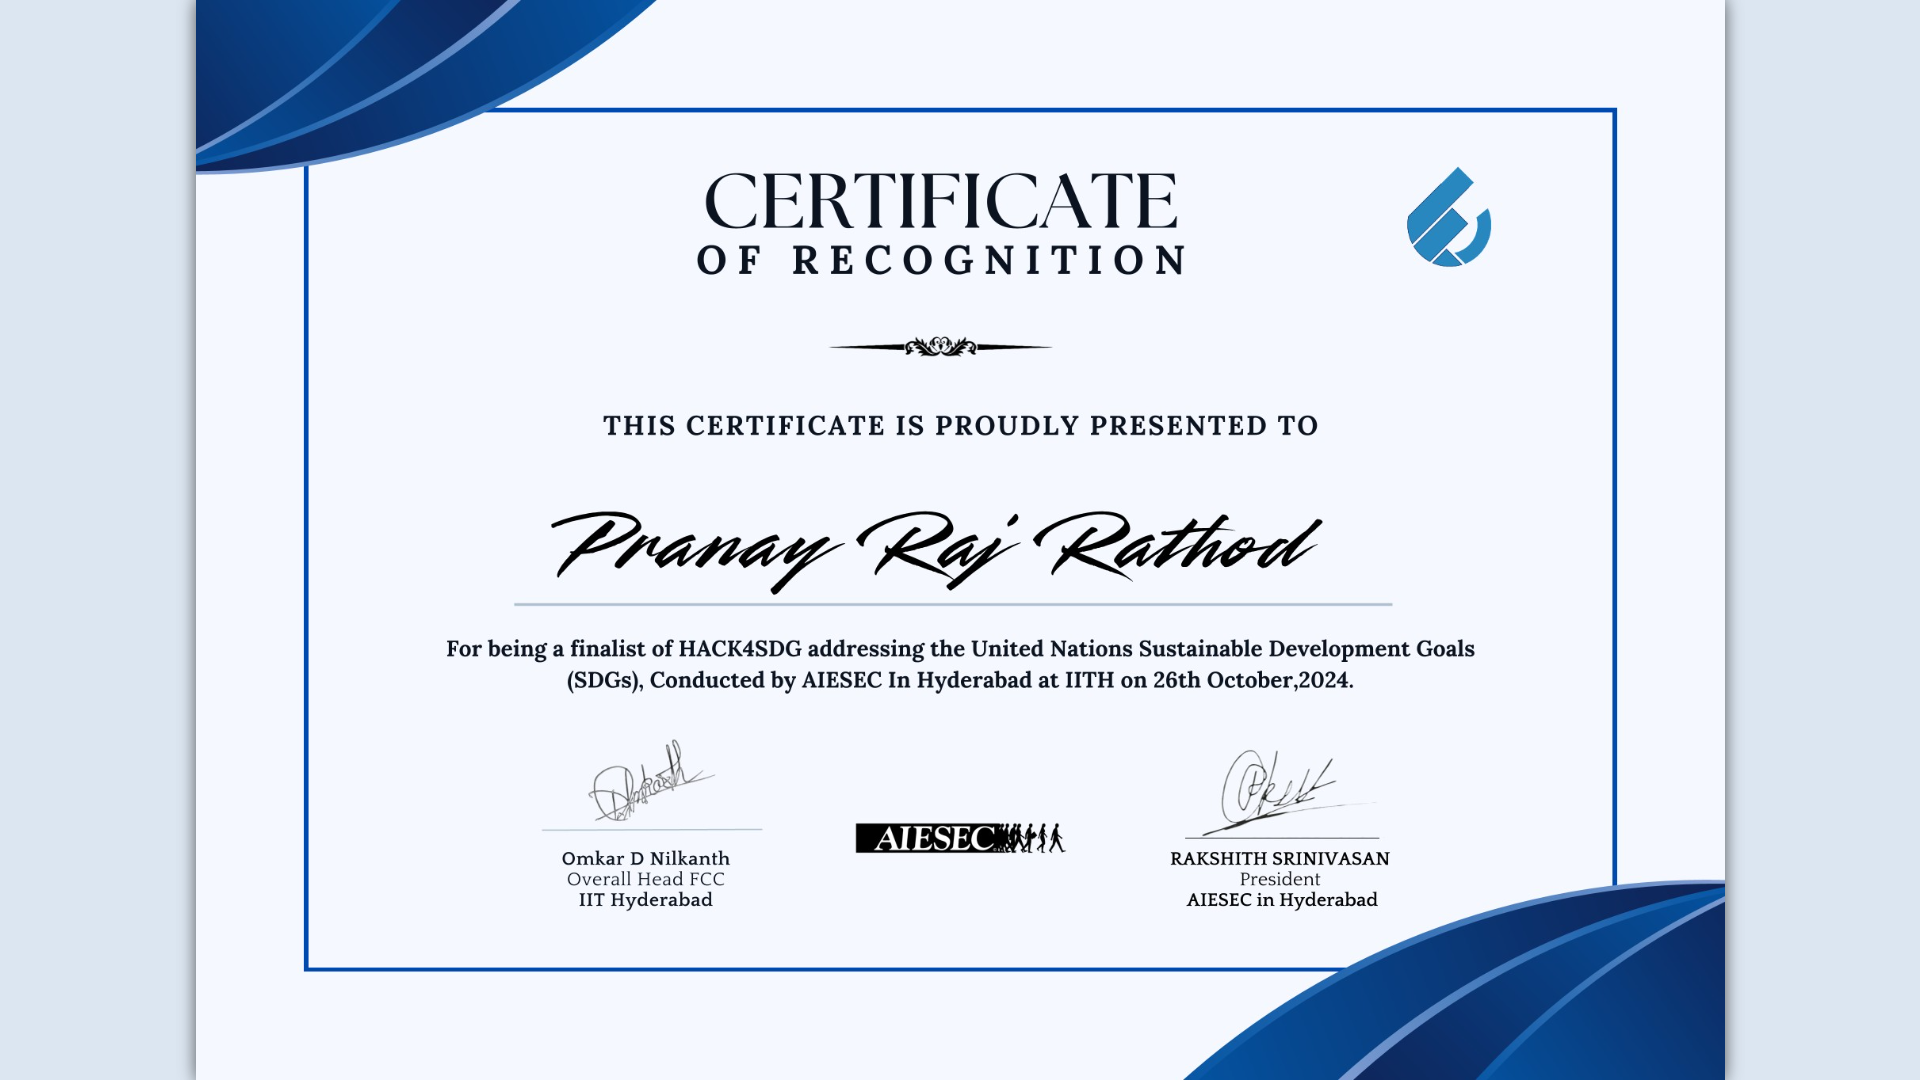 CERTIFICATE
OF RECOGNITION
THIS CERTIFICATE IS PROUDLY PRESENTED TO
Pranay Raj Rathod
For being a finalist of HACK4SDG addressing the United Nations Sustainable Development Goals
(SDGs), Conducted by AIESEC In Hyderabad at IITH on 26th October,2024.
AIESEC
Omkar D Nilkanth
Overall Head FCC
IIT Hyderabad
RAKSHITH SRINIVASAN
President
AIESEC in Hyderabad